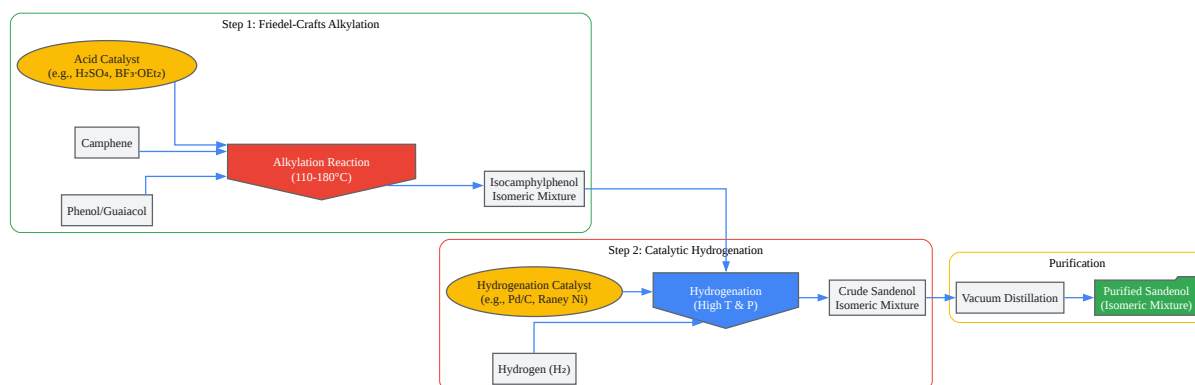 Step 1: Friedel-Crafts Alkylation
Acid Catalyst
(e.g., H₂SO₄, BF₃·OEt₂)
Camphene
Alkylation Reaction
(110-180°C)
Phenol/Guaiacol
Isocamphylphenol
Isomeric Mixture
Step 2: Catalytic Hydrogenation
Hydrogenation Catalyst
(e.g., Pd/C, Raney Ni)
Hydrogenation
(High T & P)
Hydrogen (H₂)
Crude Sandenol
Isomeric Mixture
Purification
Vacuum Distillation
Purified Sandenol
(Isomeric Mixture)